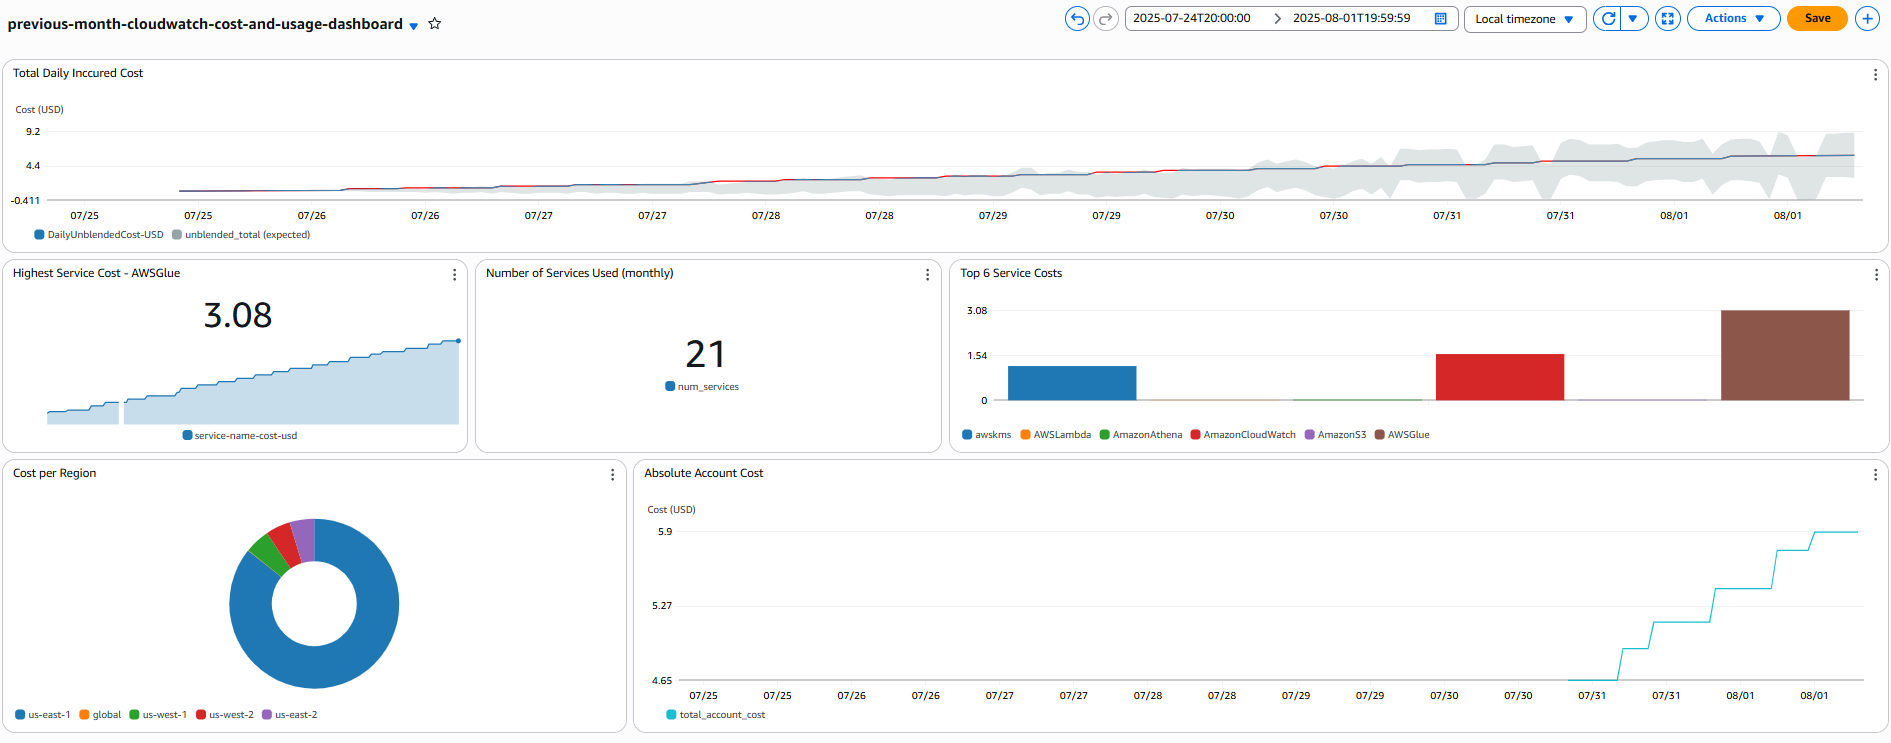 previous-month-cloudwatch-cost-and-usage-dashboard
2025-07-24T20:00:00 > 2025-08-01T19:59:59
Local timezone
Actions
Save
Total Daily Inccured Cost
Cost (USD)
9.2
4.4
-0.411
07/25 07/25 07/26 07/26 07/27 07/27 07/28 07/28 07/29 07/29 07/30 07/30 07/31 07/31 08/01 08/01
DailyUnblendedCost-USD unblended_total (expected)
Highest Service Cost - AWSGlue
3.08
service-name-cost-usd
Number of Services Used (monthly)
21
num_services
Top 6 Service Costs
3.08
1.54
0
awskms AWSLambda AmazonAthena AmazonCloudWatch AmazonS3 AWSGlue
Cost per Region
us-east-1 global us-west-1 us-west-2 us-east-2
Absolute Account Cost
Cost (USD)
5.9
5.27
4.65
07/25 07/25 07/26 07/26 07/27 07/27 07/28 07/28 07/29 07/29 07/30 07/30 07/31 07/31 08/01 08/01
total_account_cost